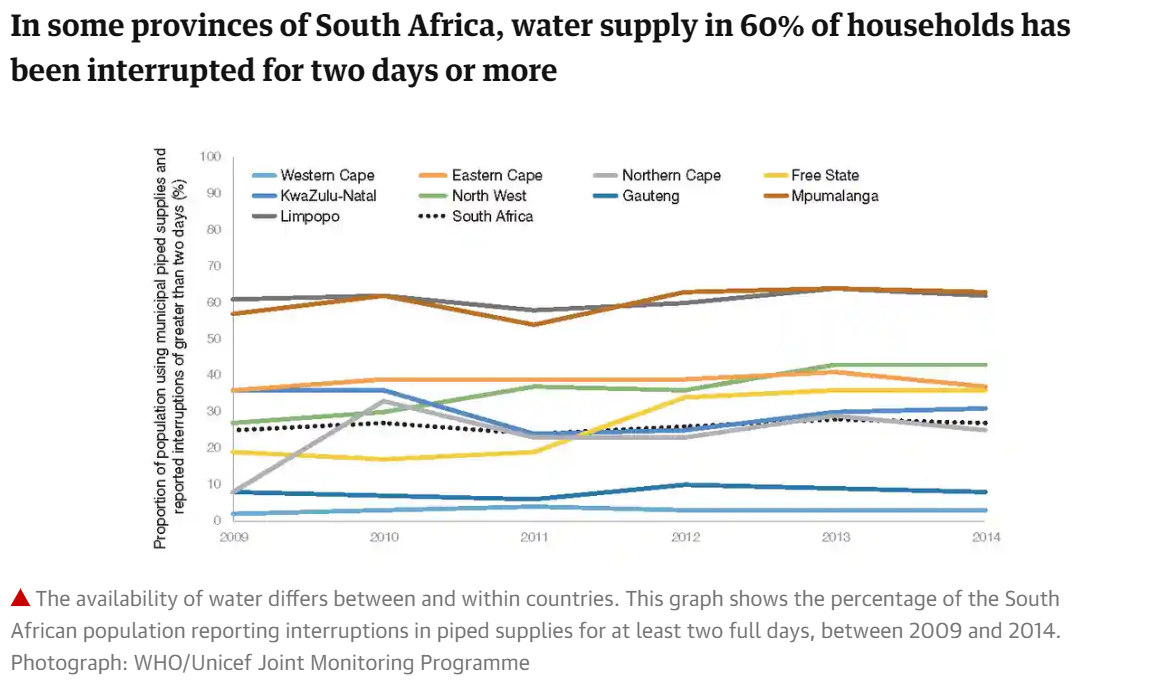 In some provinces of South Africa, water supply in 60% of households has
been interrupted for two days or more
Proportion of population using municipal piped supplies and
reported interruptions of greater than two days (%)
100
90
80
70
60
50
40
30
20
10
0
Western Cape
Eastern Cape
Northern Cape
Free State
KwaZulu-Natal
North West
Gauteng
Mpumalanga
Limpopo
South Africa
2009
2010
2011
2012
2013
2014
The availability of water differs between and within countries. This graph shows the percentage of the South
African population reporting interruptions in piped supplies for at least two full days, between 2009 and 2014.
Photograph: WHO/Unicef Joint Monitoring Programme